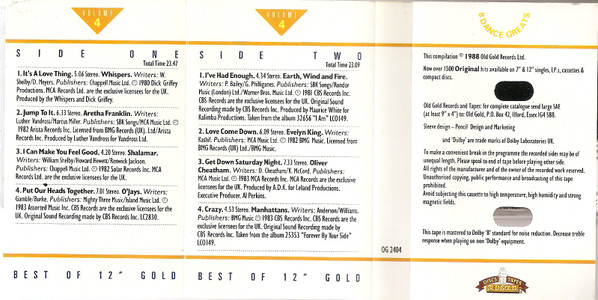 VOLUME
4
SIDE ONE
Total Time 23.47
1. It's A Love Thing. 5.06 Stereo. Whispers. Writers: W.
Shelby/D. Meyers. Publishers: Chappell Music Ltd. Ⓟ 1980 Dick Griffey
Productions. MCA Records Ltd. are the exclusive licensees for the UK.
Produced by the Whispers and Dick Griffey.
2. Jump To It. 6.33 Stereo. Aretha Franklin. Writers:
Luther Vandross/Marcus Miller. Publishers: SBK Songs/MCA Music Ltd. Ⓟ
1982 Arista Records Inc. Licensed from BMG Records (UK) Ltd./Arista
Records Inc. Produced by Luther Vandross for Vandross Ltd.
3. I Can Make You Feel Good. 4.20 Stereo. Shalamar.
Writers: William Shelby/Howard Hewett/Renwick Jackson.
Publishers: Chappell Music Ltd. Ⓟ 1982 Solar Records Inc. MCA
Records Ltd. are the exclusive licensees for the UK.
4. Put Our Heads Together. 7.01 Stereo. O'Jays. Writers:
Gamble/Burke. Publishers: Mighty Three Music/Island Music Ltd. Ⓟ
1983 Assorted Music Inc. CBS Records are the exclusive licensees for the
UK. Original Sound Recording made by CBS Records Inc. LC2830.
BEST OF 12" GOLD
VOLUME
4
SIDE TWO
Total Time 23.09
1. I've Had Enough. 4.34 Stereo. Earth, Wind and Fire.
Writers: P. Bailey/G. Phillganes. Publishers: SBK Songs/Rondor
Music (London) Ltd./Warner Bros. Music Ltd. Ⓟ 1981 CBS Records Inc.
CBS Records are the exclusive licensees for the UK. Original Sound
Recording made by CBS Records Inc. Produced by Maurice White for
Kalimba Productions. Taken from the album 32656 "I Am" LC0149.
2. Love Come Down. 6.09 Stereo. Evelyn King. Writers:
Kashif. Publishers: MCA Music Ltd. Ⓟ 1982 BMG Music. Licensed from
BMG Records (UK) Ltd./BMG Music.
3. Get Down Saturday Night. 7.33 Stereo. Oliver
Cheatham. Writers: O. Cheatham/K. McCord. Publishers:
MCA Music Ltd. Ⓟ 1983 MCA Records Inc. MCA Records are the exclusive
licensees for the UK. Produced by A.D.K. for Leland Productions.
Executive Producer, Al Perkins.
4. Crazy. 4.53 Stereo. Manhattans. Writers: Anderson/Williams.
Publishers: BMG Music Ⓟ 1983 CBS Records Inc. CBS Records are the
exclusive licensees for the UK. Original Sound Recording made by
CBS Records Inc. Taken from the album 25353 "Forever By Your Side"
LC0149.
BEST OF 12" GOLD
OG 2404
8 DANCE GREATS
This compilation Ⓟ 1988 Old Gold Records Ltd.
Now over 1500 Original hits available on 7" & 12" singles, L.P.s, cassettes &
compact discs.
Old Gold Records and Tapes: for complete catalogue send large SAE
(at least 9" x 4") to: Old Gold, P.O. Box 42, Ilford, Essex IG4 5BB.
Sleeve design – Pencil Design and Marketing
and 'Dolby' are trade marks of Dolby Laboratories UK.
To make a convenient break in the programme the recorded sides may be of
unequal length. Please spool to end of tape before playing other side.
All rights of the manufacturer and of the owner of the recorded work reserved.
Unauthorised copying, public performance and broadcasting of this tape
prohibited.
Avoid subjecting this cassette to high temperature, high humidity and strong
magnetic fields.
This tape is mastered to Dolby 'B' standard for noise reduction. Decrease treble
response when playing on non 'Dolby' equipment.
DISCS
TAPES
OLD GOLD